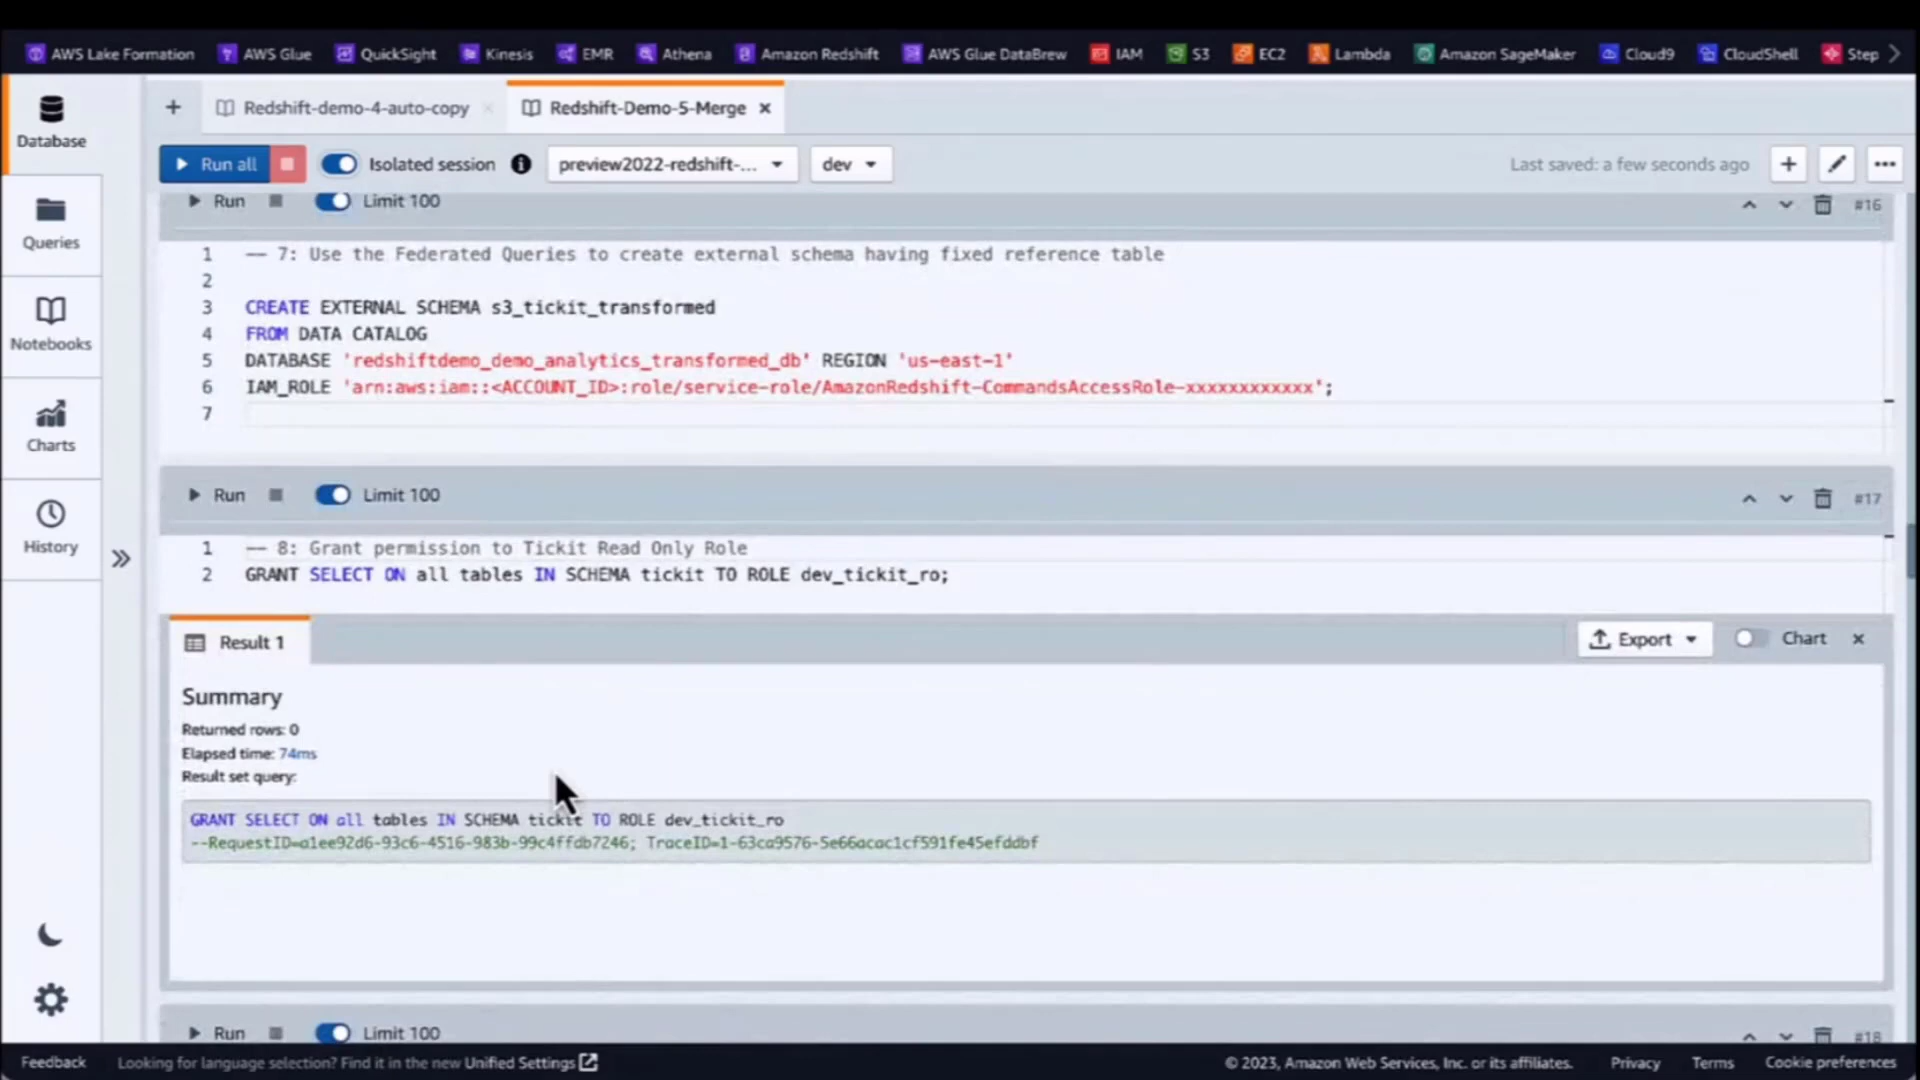 AWS Lake Formation AWS Glue QuickSight Kinesis EMR Athena Amazon Redshift AWS Glue DataBrew IAM S3 EC2 Lambda Amazon SageMaker Cloud9 CloudShell Step
Database
+ Redshift-demo-4-auto-copy × Redshift-Demo-5-Merge ×
Run all Isolated session preview2022-redshift-... dev Last saved: a few seconds ago
Run Limit 100 #16
1 -- 7: Use the Federated Queries to create external schema having fixed reference table
2
3 CREATE EXTERNAL SCHEMA s3_tickit_transformed
4 FROM DATA CATALOG
5 DATABASE 'redshiftdemo_demo_analytics_transformed_db' REGION 'us-east-1'
6 IAM_ROLE 'arn:aws:iam::<ACCOUNT_ID>:role/service-role/AmazonRedshift-CommandsAccessRole-xxxxxxxxxxxx';
7
Queries
Notebooks
Charts
History
Run Limit 100 #17
1 -- 8: Grant permission to Tickit Read Only Role
2 GRANT SELECT ON all tables IN SCHEMA tickit TO ROLE dev_tickit_ro;
Result 1 Export Chart ×
Summary
Returned rows: 0
Elapsed time: 74ms
Result set query:
GRANT SELECT ON all tables IN SCHEMA tickit TO ROLE dev_tickit_ro
--RequestID=a1ee92d6-93c6-4516-983b-99c4ffdb7246; TraceID=1-63ca9576-5e66acac1cf591fe45efddbf
Run Limit 100 #18
Feedback Looking for language selection? Find it in the new Unified Settings © 2023, Amazon Web Services, Inc. or its affiliates. Privacy Terms Cookie preferences